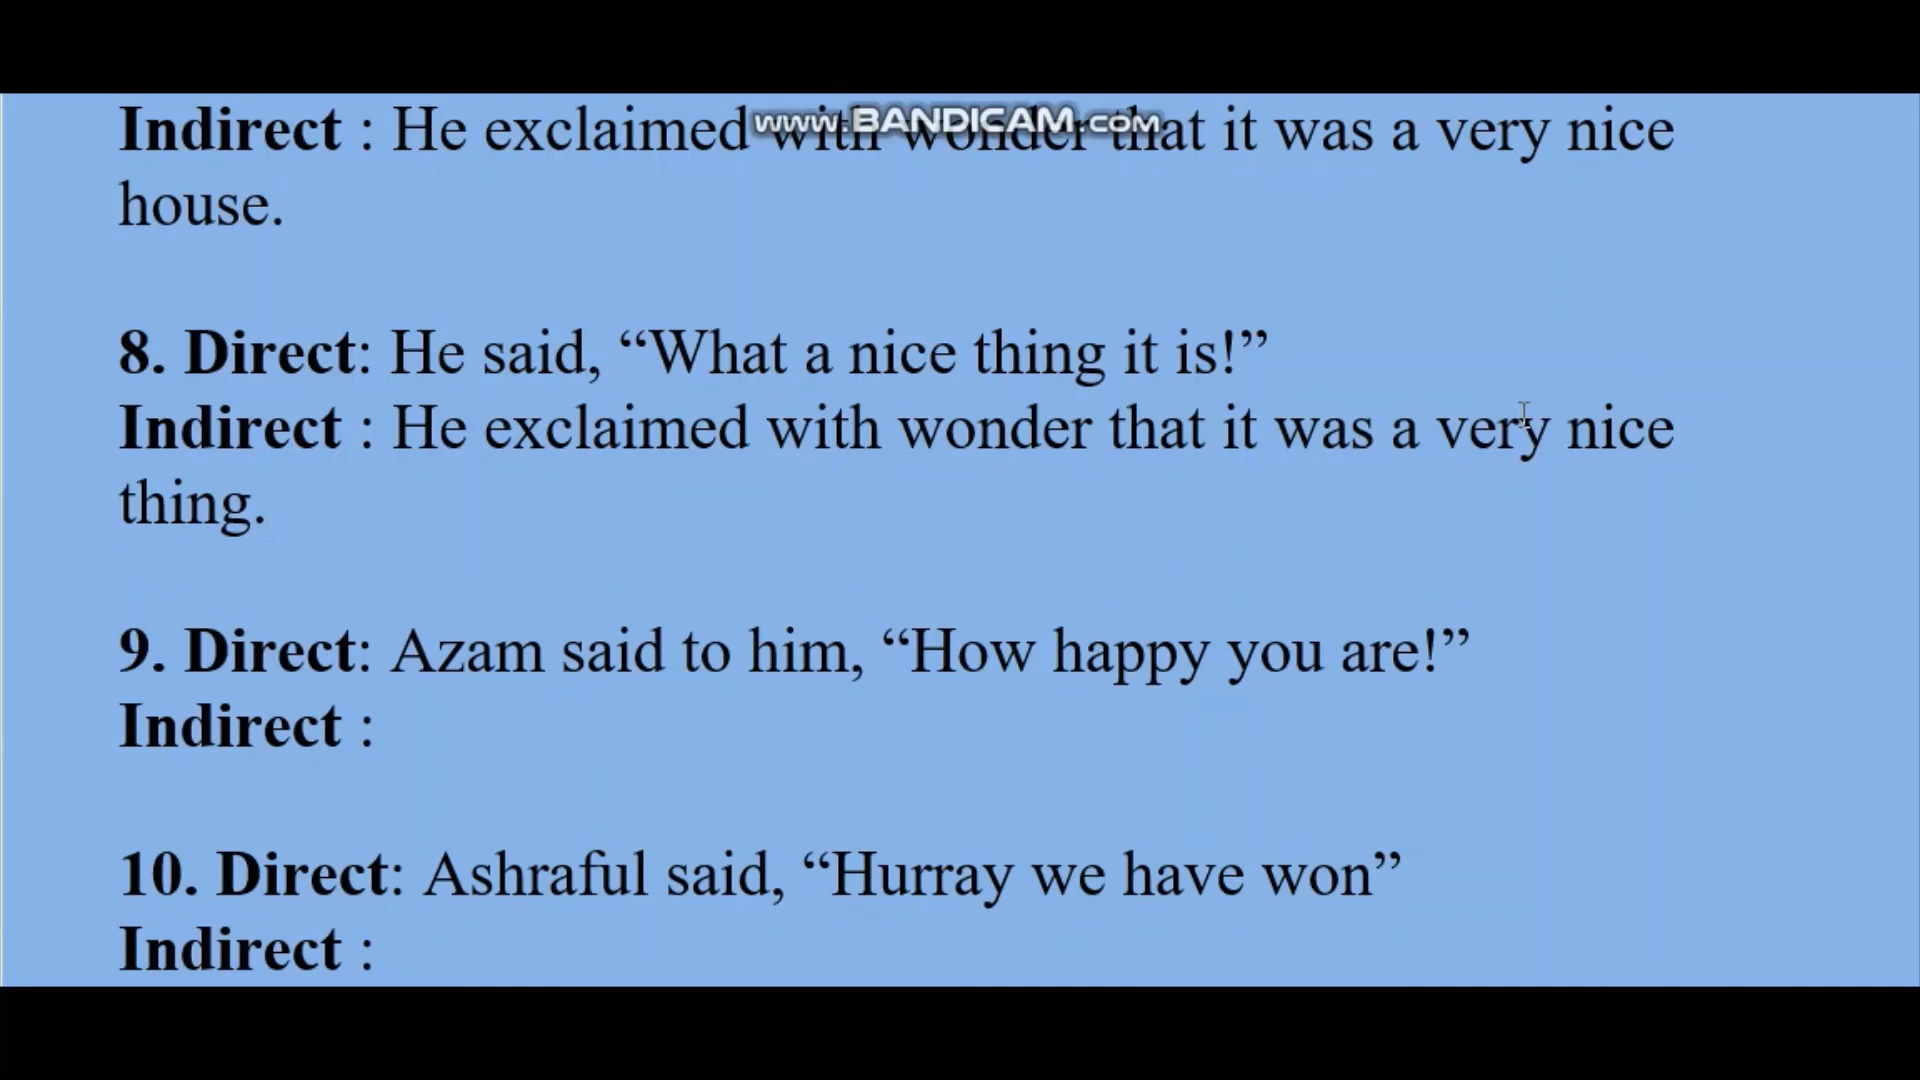 www.BANDICAM.com
Indirect : He exclaimed with wonder that it was a very nice
house.
8. Direct: He said, “What a nice thing it is!”
Indirect : He exclaimed with wonder that it was a very nice
thing.
9. Direct: Azam said to him, “How happy you are!”
Indirect :
10. Direct: Ashraful said, “Hurray we have won”
Indirect :